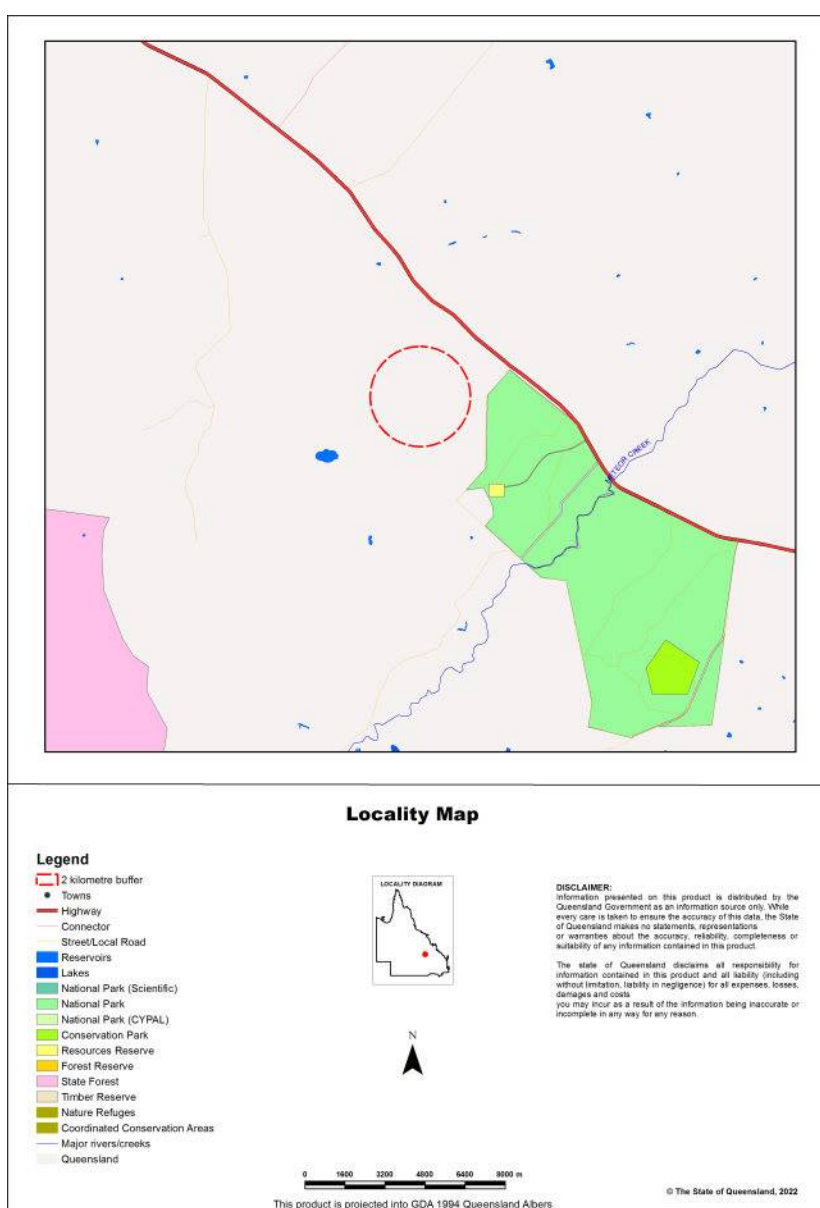 METEOR CREEK
Locality Map
Legend
2 kilometre buffer
Towns
Highway
Connector
Street/Local Road
Reservoirs
Lakes
National Park (Scientific)
National Park
National Park (CYPAL)
Conservation Park
Resources Reserve
Forest Reserve
State Forest
Timber Reserve
Nature Refuges
Coordinated Conservation Areas
Major rivers/creeks
Queensland
LOCALITY DIAGRAM
N
0 1600 3200 4800 6400 8000 m
This product is projected into GDA 1994 Queensland Albers
DISCLAIMER:
Information presented on this product is distributed by the
Queensland Government as an information source only. While
every care is taken to ensure the accuracy of this data, the State
of Queensland makes no statements, representations
or warranties about the accuracy, reliability, completeness or
suitability of any information contained in this product.
The state of Queensland disclaims all responsibility for
information contained in this product and all liability (including
without limitation, liability in negligence) for all expenses, losses,
damages and costs
you may incur as a result of the information being inaccurate or
incomplete in any way for any reason.
© The State of Queensland, 2022